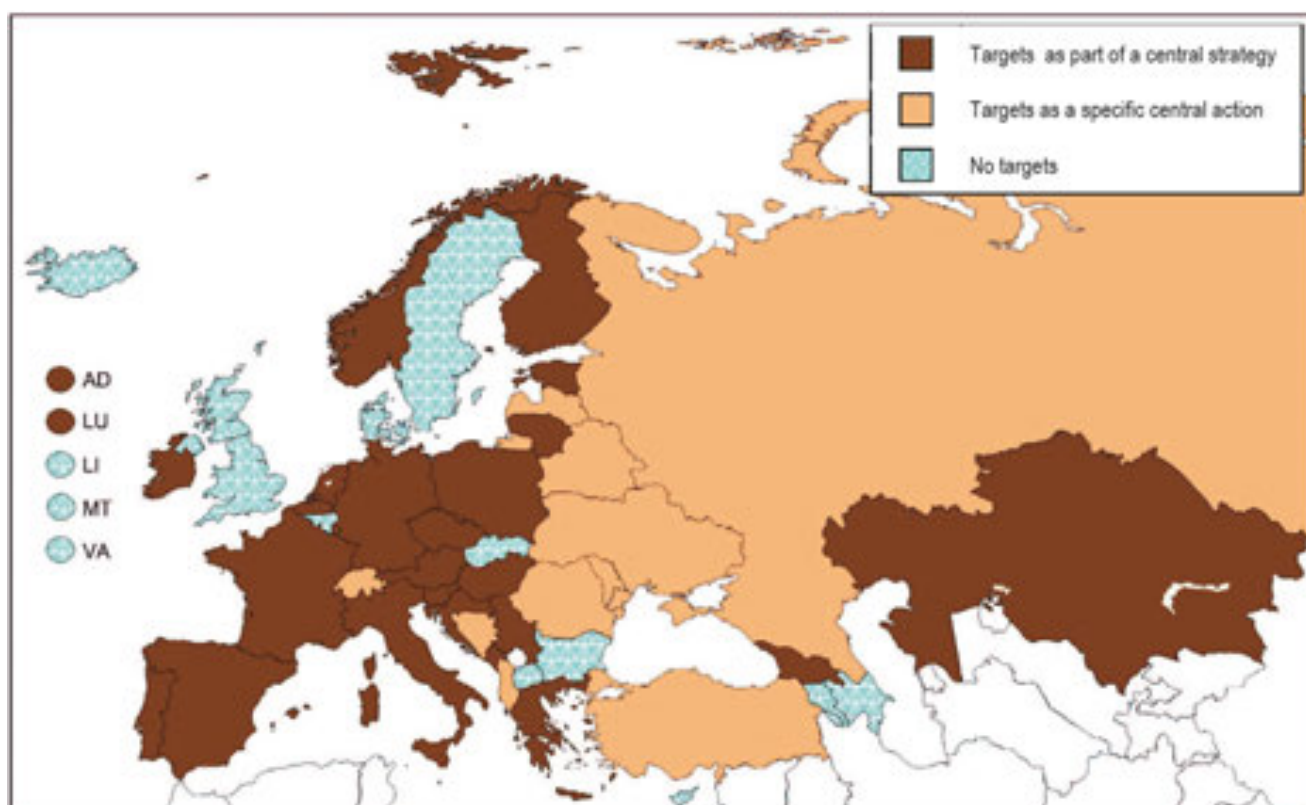 Targets as part of a central strategy
Targets as a specific central action
No targets
AD
LU
LI
MT
VA